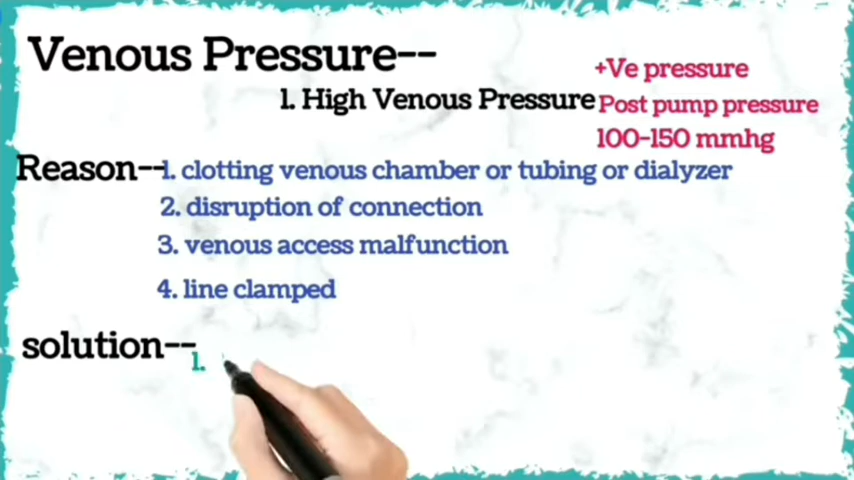 Venous Pressure--
+Ve pressure
1. High Venous Pressure
Post pump pressure
100-150 mmhg
Reason--
1. clotting venous chamber or tubing or dialyzer
2. disruption of connection
3. venous access malfunction
4. line clamped
solution--
1.